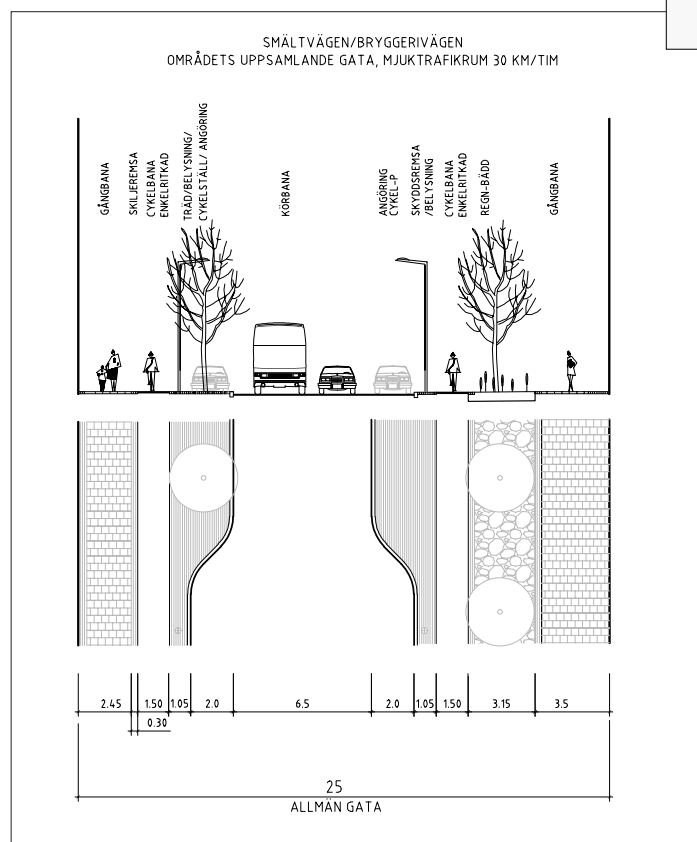 SMÄLTVÄGEN/BRYGGERIVÄGEN
OMRÅDETS UPPSAMLANDE GATA, MJUKTRAFIKRUM 30 KM/TIM
GÅNGBANA
SKILJEREMSA
CYKELBANA
ENKELRITKAD
TRÄD/BELYSNING/
CYKELSTÄLL/ ANGÖRING
KÖRBANA
ANGÖRING
CYKEL-P
SKYDDSREMSA
/BELYSNING
CYKELBANA
ENKELRITKAD
REGN-BÄDD
GÅNGBANA
2.45
1.50
1.05
2.0
6.5
2.0
1.05
1.50
3.15
3.5
0.30
25
ALLMÄN GATA